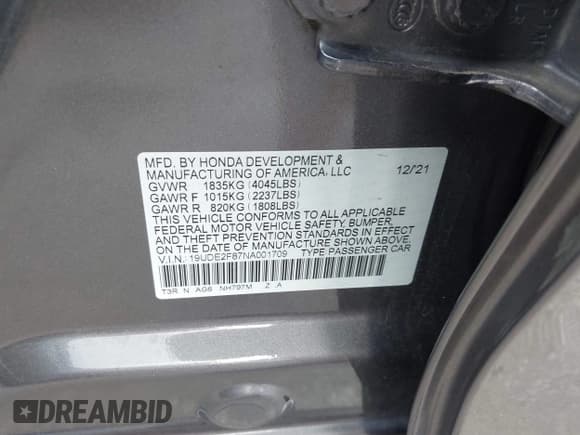 MFD. BY HONDA DEVELOPMENT &
MANUFACTURING OF AMERICA, LLC 12/21
GVWR 1835KG (4045LBS)
GAWR F 1015KG (2237LBS)
GAWR R 820KG (1808LBS)
THIS VEHICLE CONFORMS TO ALL APPLICABLE
FEDERAL MOTOR VEHICLE SAFETY, BUMPER,
AND THEFT PREVENTION STANDARDS IN EFFECT
ON THE DATE OF MANUFACTURE SHOWN ABOVE.
V.I.N.: 19UDE2F87NA001709 TYPE PASSENGER CAR
T3R N AG8 NH797M Z A
DREAMBID